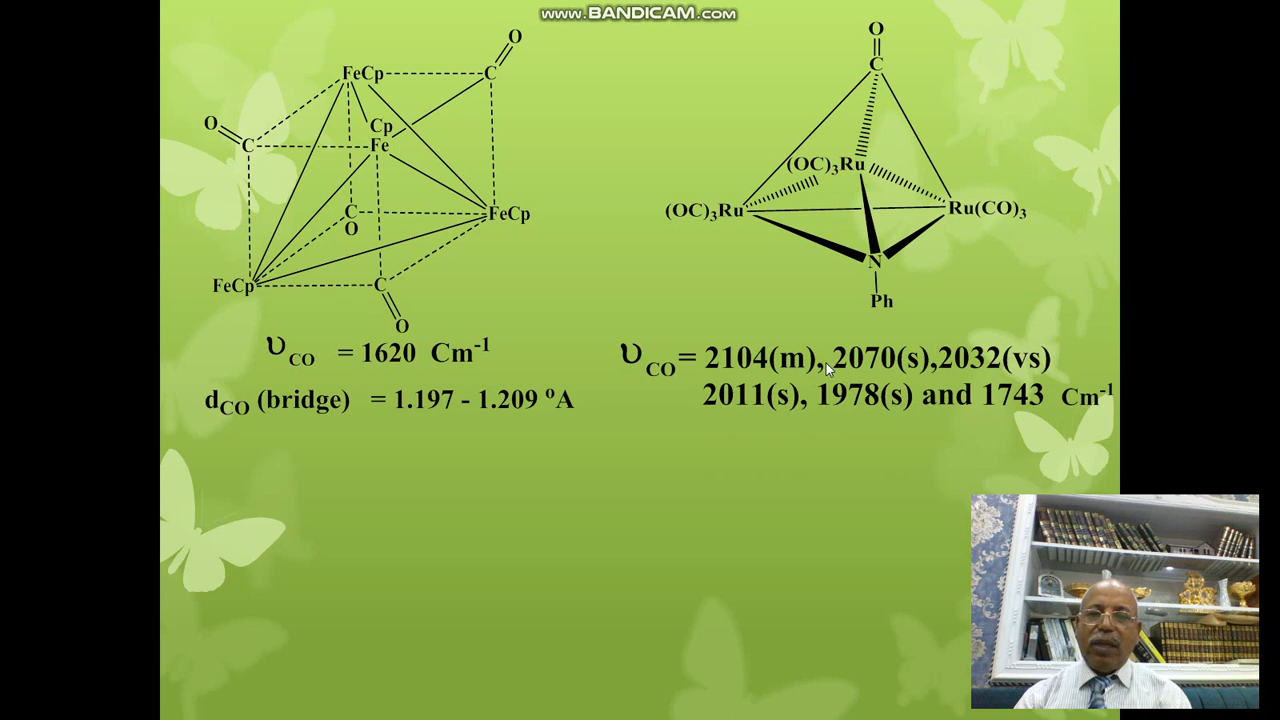 www.BANDICAM.com
O
FeCp
C
O
C
Cp
Fe
C
O
FeCp
FeCp
C
O
υCO = 1620 Cm-1
dCO (bridge) = 1.197 - 1.209 oA
O
C
(OC)3Ru
(OC)3Ru
Ru(CO)3
N
Ph
υCO = 2104(m), 2070(s),2032(vs)
2011(s), 1978(s) and 1743 Cm-1